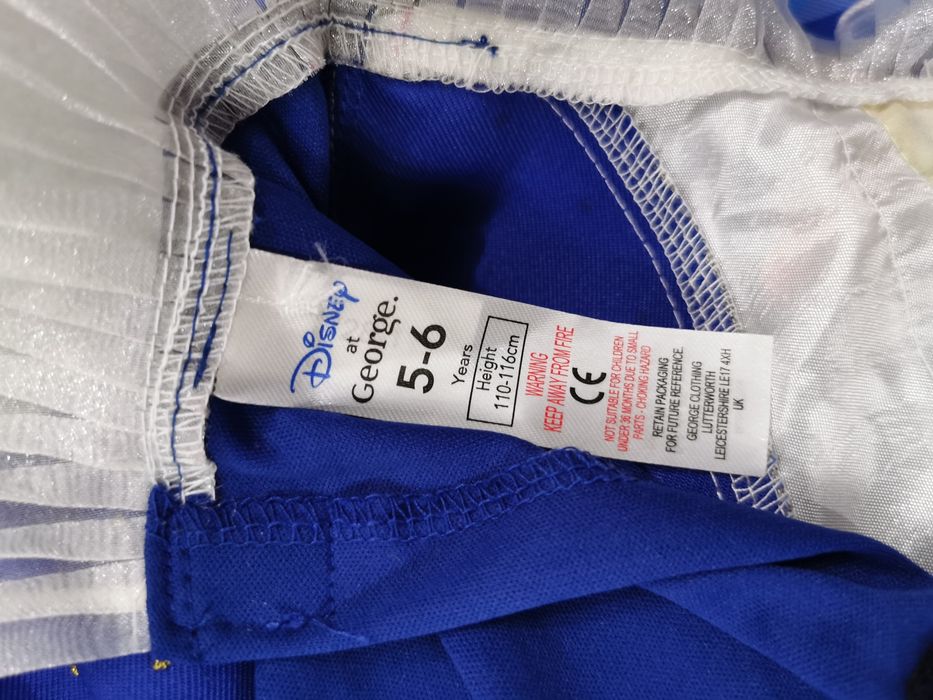 Disney
at
George.
5-6
Years
Height
110-116cm
WARNING
KEEP AWAY FROM FIRE
CE
NOT SUITABLE FOR CHILDREN
UNDER 36 MONTHS DUE TO SMALL
PARTS - CHOKING HAZARD
RETAIN PACKAGING
FOR FUTURE REFERENCE.
GEORGE CLOTHING
LUTTERWORTH
LEICESTERSHIRE LE17 4XH
UK